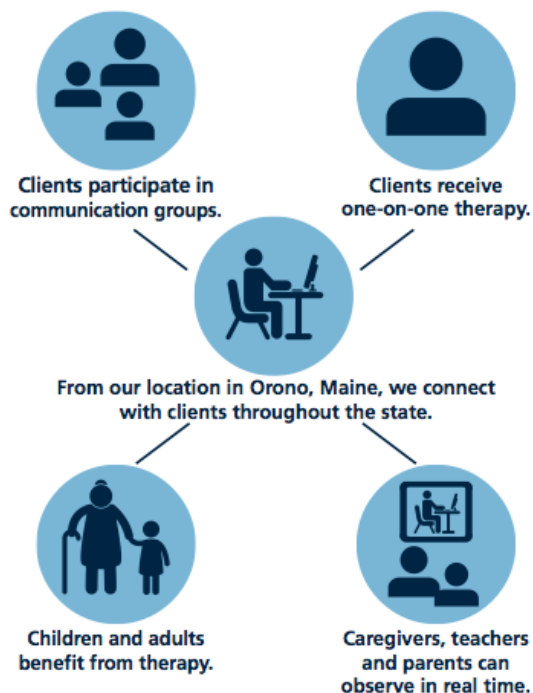 Clients participate in
communication groups.
Clients receive
one-on-one therapy.
From our location in Orono, Maine, we connect
with clients throughout the state.
Children and adults
benefit from therapy.
Caregivers, teachers
and parents can
observe in real time.